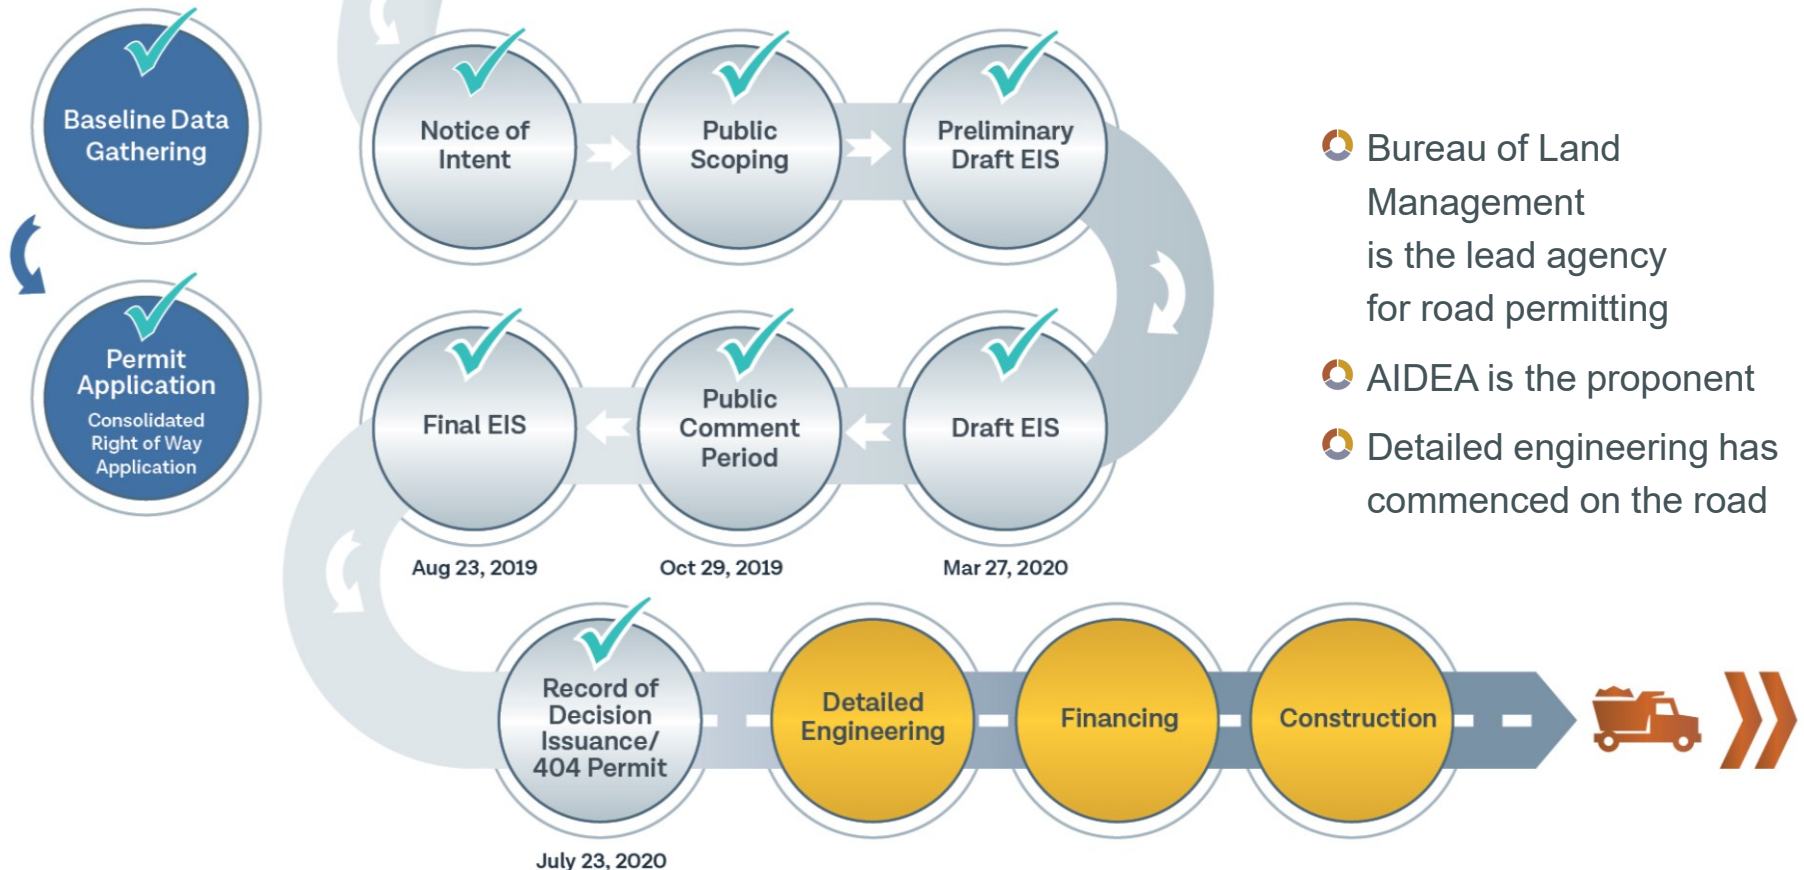 Baseline Data
Gathering
Permit
Application
Consolidated
Right of Way
Application
Notice of
Intent
Public
Scoping
Preliminary
Draft EIS
Final EIS
Public
Comment
Period
Draft EIS
Aug 23, 2019
Oct 29, 2019
Mar 27, 2020
Record of
Decision
Issuance/
404 Permit
July 23, 2020
Detailed
Engineering
Financing
Construction
Bureau of Land
Management
is the lead agency
for road permitting
AIDEA is the proponent
Detailed engineering has
commenced on the road